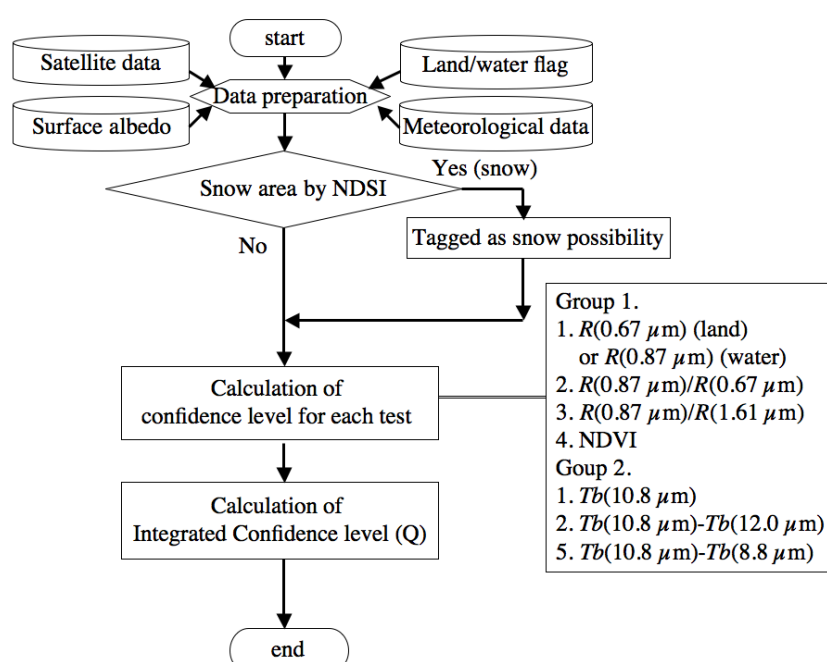 start
Satellite data
Land/water flag
Data preparation
Surface albedo
Meteorological data
Yes (snow)
Snow area by NDSI
No
Tagged as snow possibility
Group 1.
1. R(0.67 μm) (land)
or R(0.87 μm) (water)
2. R(0.87 μm)/R(0.67 μm)
3. R(0.87 μm)/R(1.61 μm)
4. NDVI
Goup 2.
1. Tb(10.8 μm)
2. Tb(10.8 μm)-Tb(12.0 μm)
5. Tb(10.8 μm)-Tb(8.8 μm)
Calculation of
confidence level for each test
Calculation of
Integrated Confidence level (Q)
end